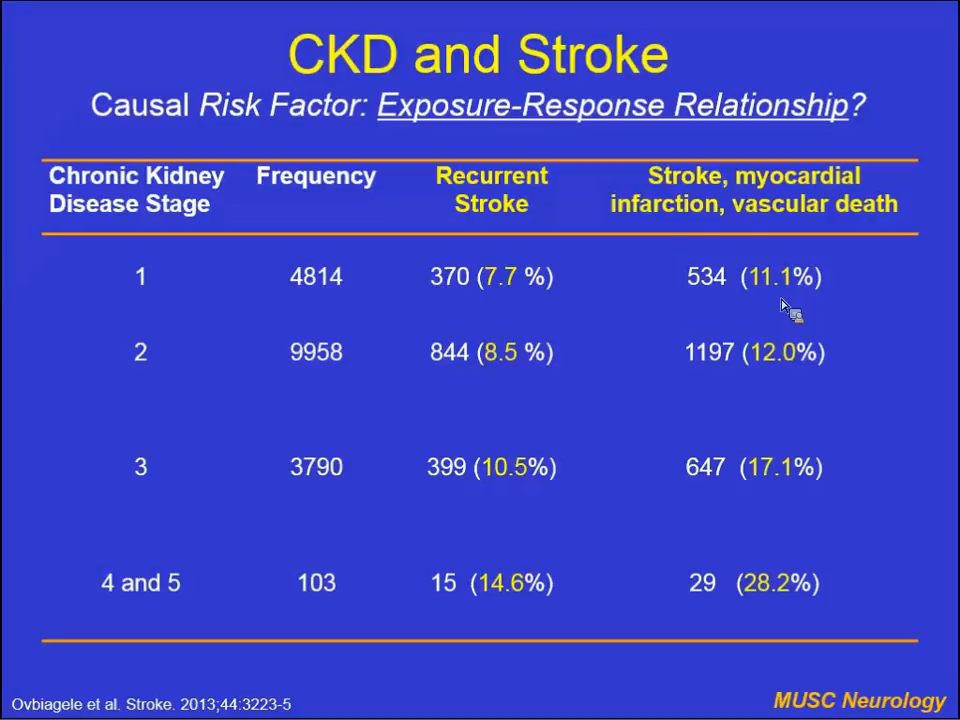 CKD and Stroke
Causal Risk Factor: Exposure-Response Relationship?
Chronic Kidney Disease Stage Frequency Recurrent Stroke Stroke, myocardial infarction, vascular death
1 4814 370 (7.7 %) 534 (11.1%)
2 9958 844 (8.5 %) 1197 (12.0%)
3 3790 399 (10.5%) 647 (17.1%)
4 and 5 103 15 (14.6%) 29 (28.2%)
Ovbiagele et al. Stroke. 2013;44:3223-5
MUSC Neurology